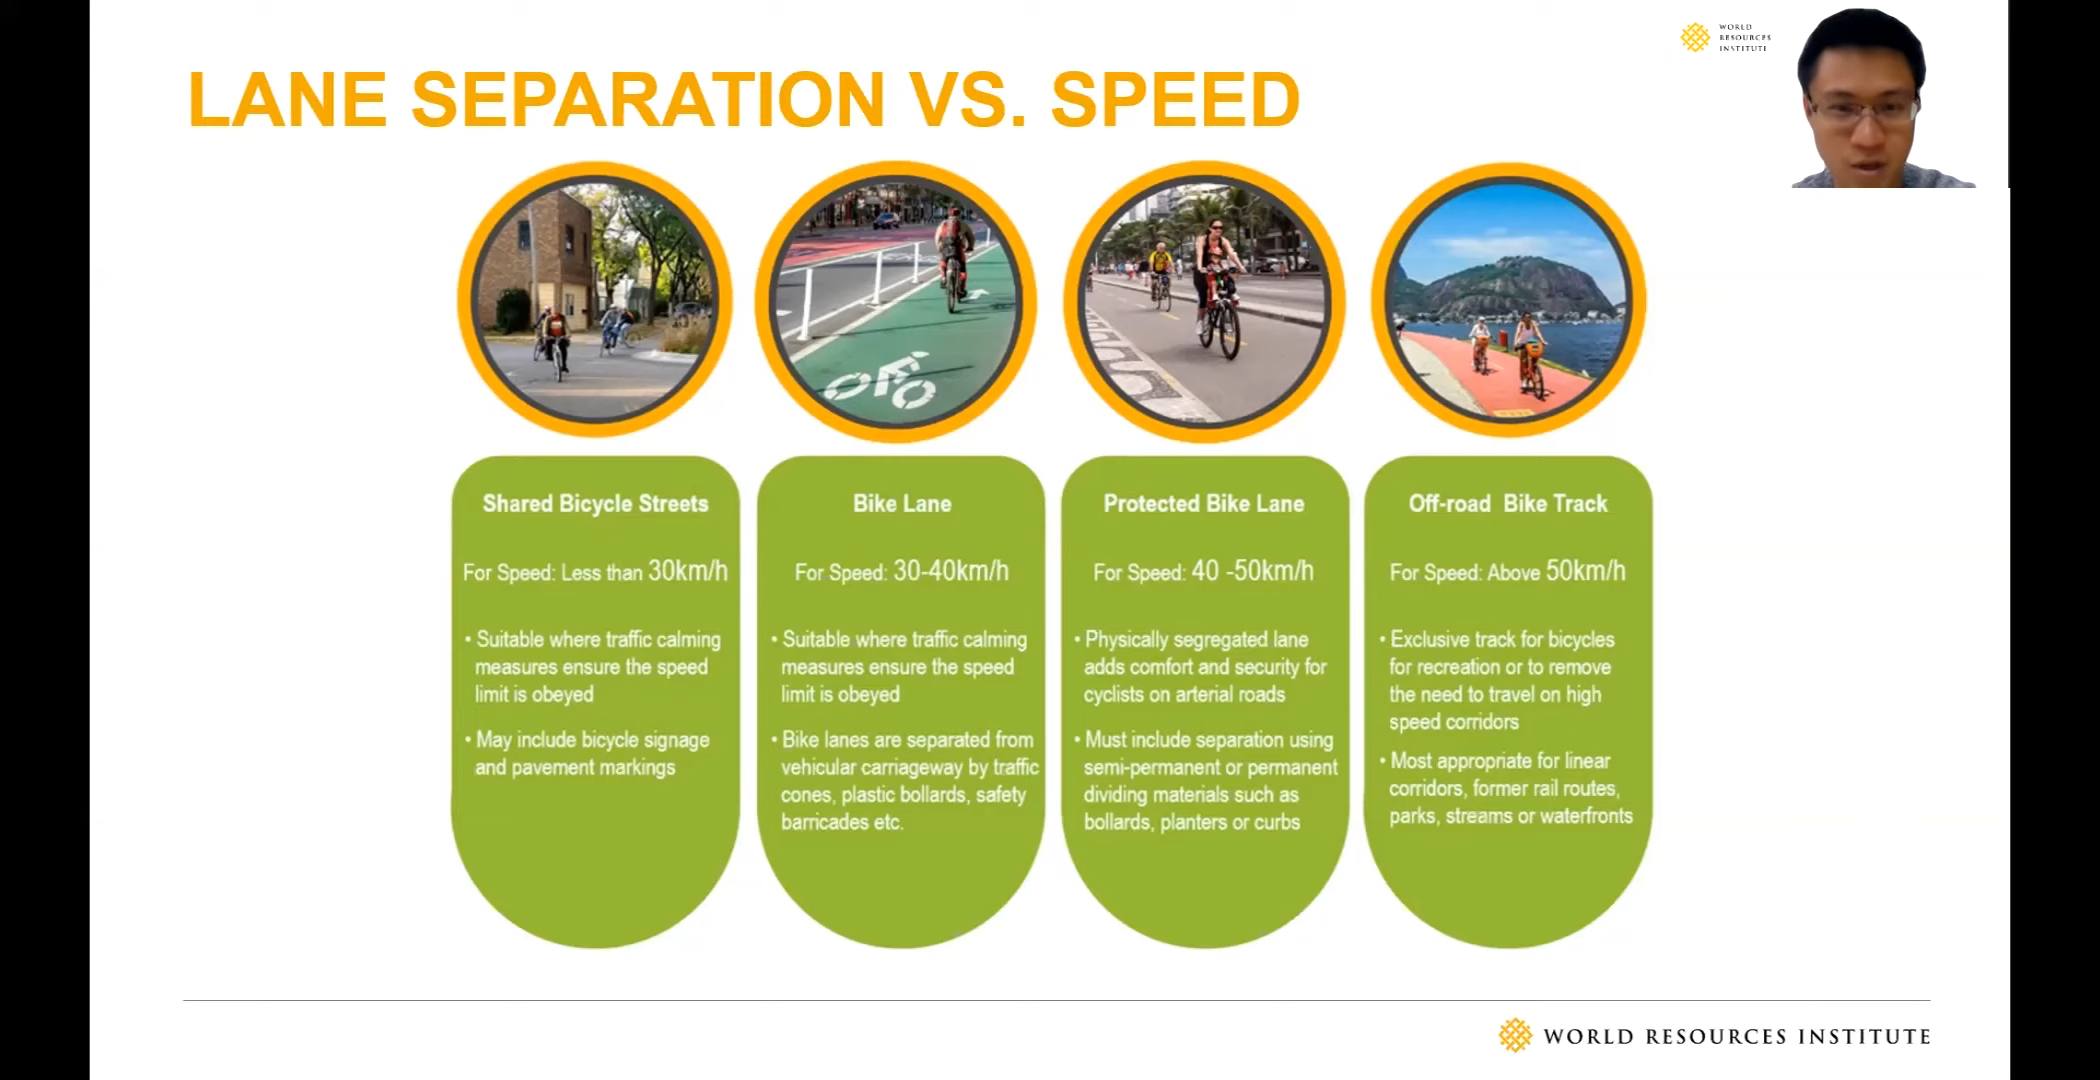 WORLD
RESOURCES
INSTITUTE
LANE SEPARATION VS. SPEED
Shared Bicycle Streets
For Speed: Less than 30km/h
• Suitable where traffic calming
measures ensure the speed
limit is obeyed
• May include bicycle signage
and pavement markings
Bike Lane
For Speed: 30-40km/h
• Suitable where traffic calming
measures ensure the speed
limit is obeyed
• Bike lanes are separated from
vehicular carriageway by traffic
cones, plastic bollards, safety
barricades etc.
Protected Bike Lane
For Speed: 40 -50km/h
• Physically segregated lane
adds comfort and security for
cyclists on arterial roads
• Must include separation using
semi-permanent or permanent
dividing materials such as
bollards, planters or curbs
Off-road Bike Track
For Speed: Above 50km/h
• Exclusive track for bicycles
for recreation or to remove
the need to travel on high
speed corridors
• Most appropriate for linear
corridors, former rail routes,
parks, streams or waterfronts
WORLD RESOURCES INSTITUTE